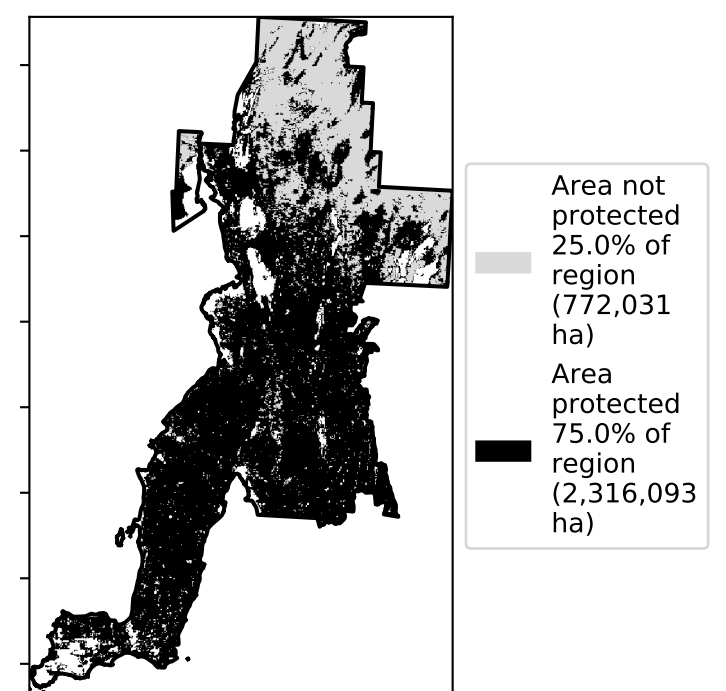 Area not
protected
25.0% of
region
(772,031
ha)
Area
protected
75.0% of
region
(2,316,093
ha)